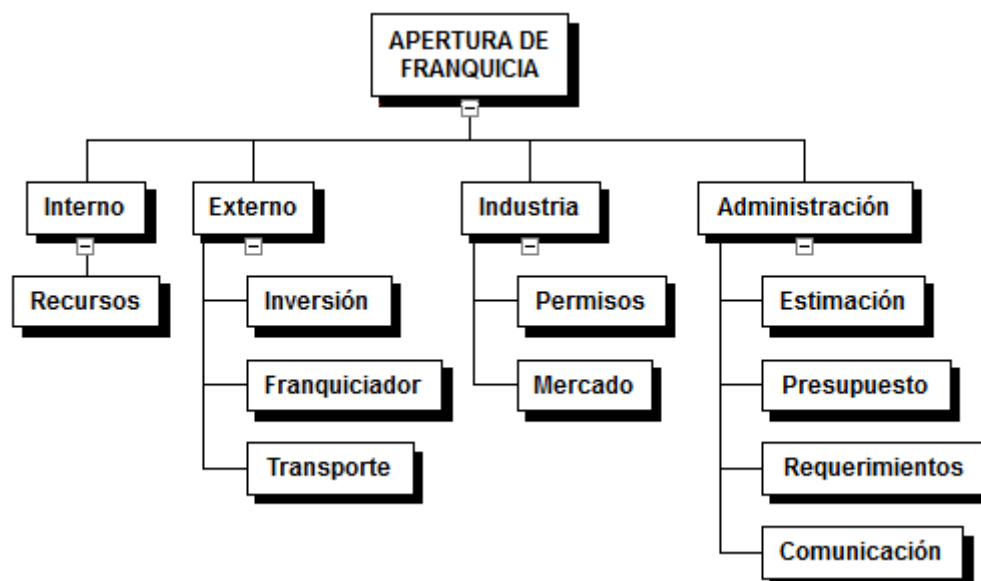 APERTURA DE
FRANQUICIA
Interno
Externo
Industria
Administración
Recursos
Inversión
Permisos
Estimación
Franquiciador
Mercado
Presupuesto
Transporte
Requerimientos
Comunicación